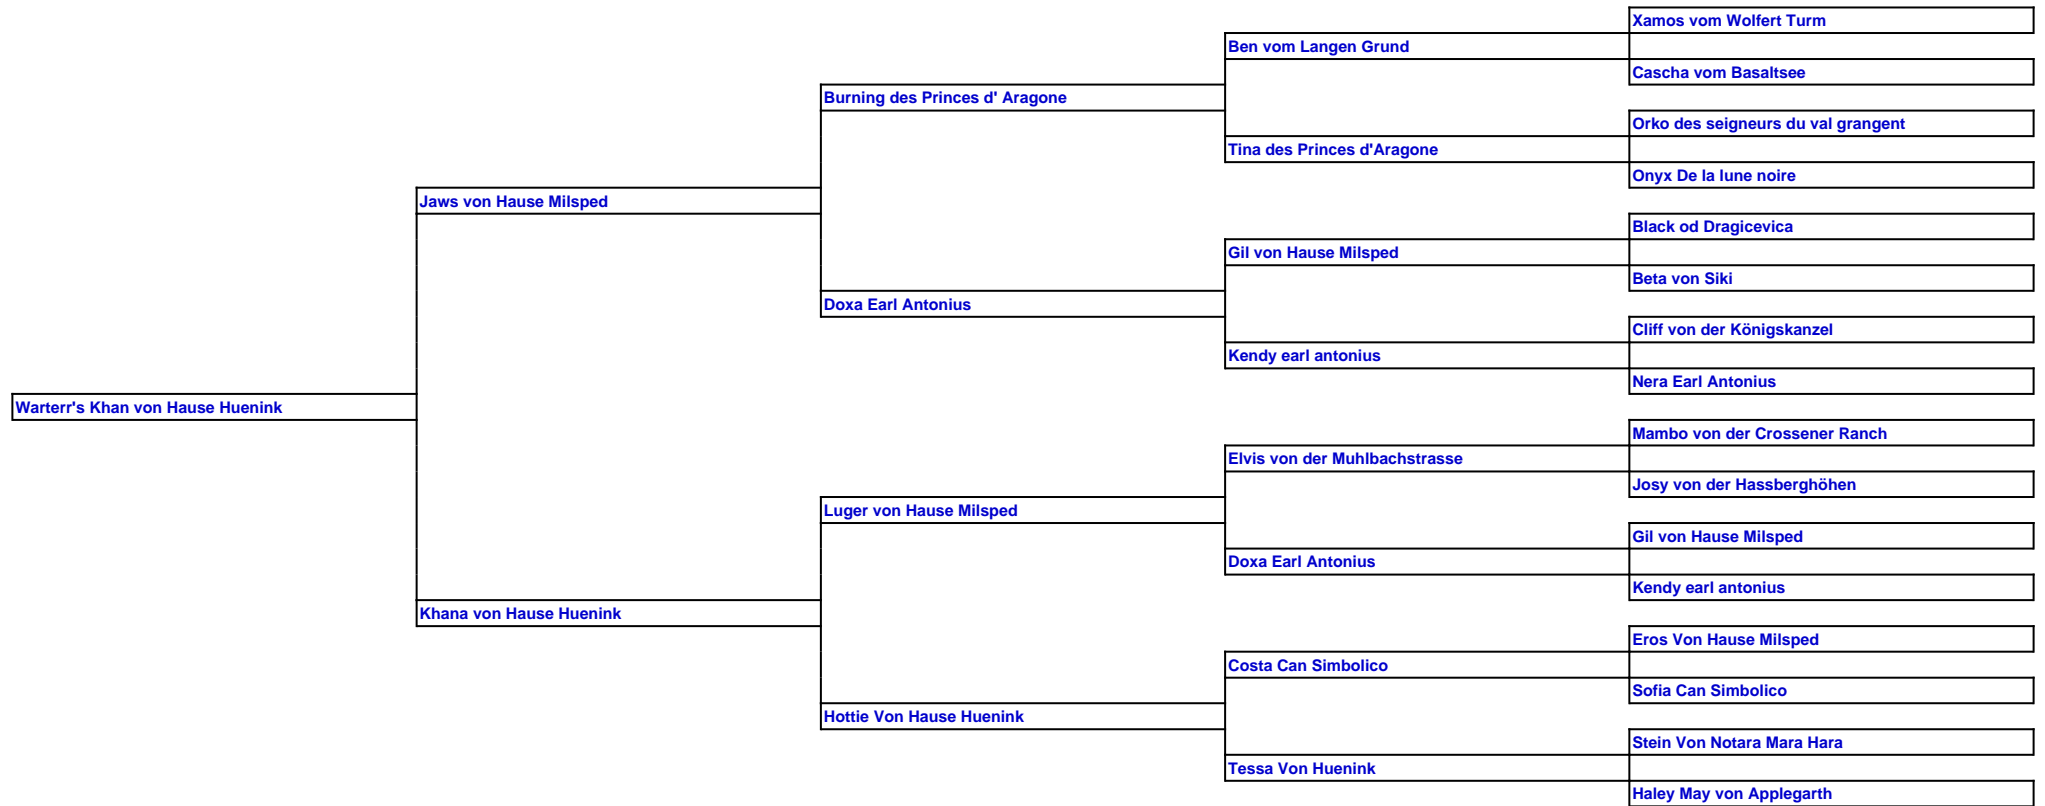 Xamos vom Wolfert Turm
Ben vom Langen Grund
Cascha vom Basaltsee
Burning des Princes d' Aragone
Orko des seigneurs du val grangent
Tina des Princes d'Aragone
Onyx De la lune noire
Jaws von Hause Milsped
Black od Dragicevica
Gil von Hause Milsped
Beta von Siki
Doxa Earl Antonius
Cliff von der Königskanzel
Kendy earl antonius
Nera Earl Antonius
Warterr's Khan von Hause Huenink
Mambo von der Crossener Ranch
Elvis von der Muhlbachstrasse
Josy von der Hassberghöhen
Luger von Hause Milsped
Gil von Hause Milsped
Doxa Earl Antonius
Kendy earl antonius
Khana von Hause Huenink
Eros Von Hause Milsped
Costa Can Simbolico
Sofia Can Simbolico
Hottie Von Hause Huenink
Stein Von Notara Mara Hara
Tessa Von Huenink
Haley May von Applegarth